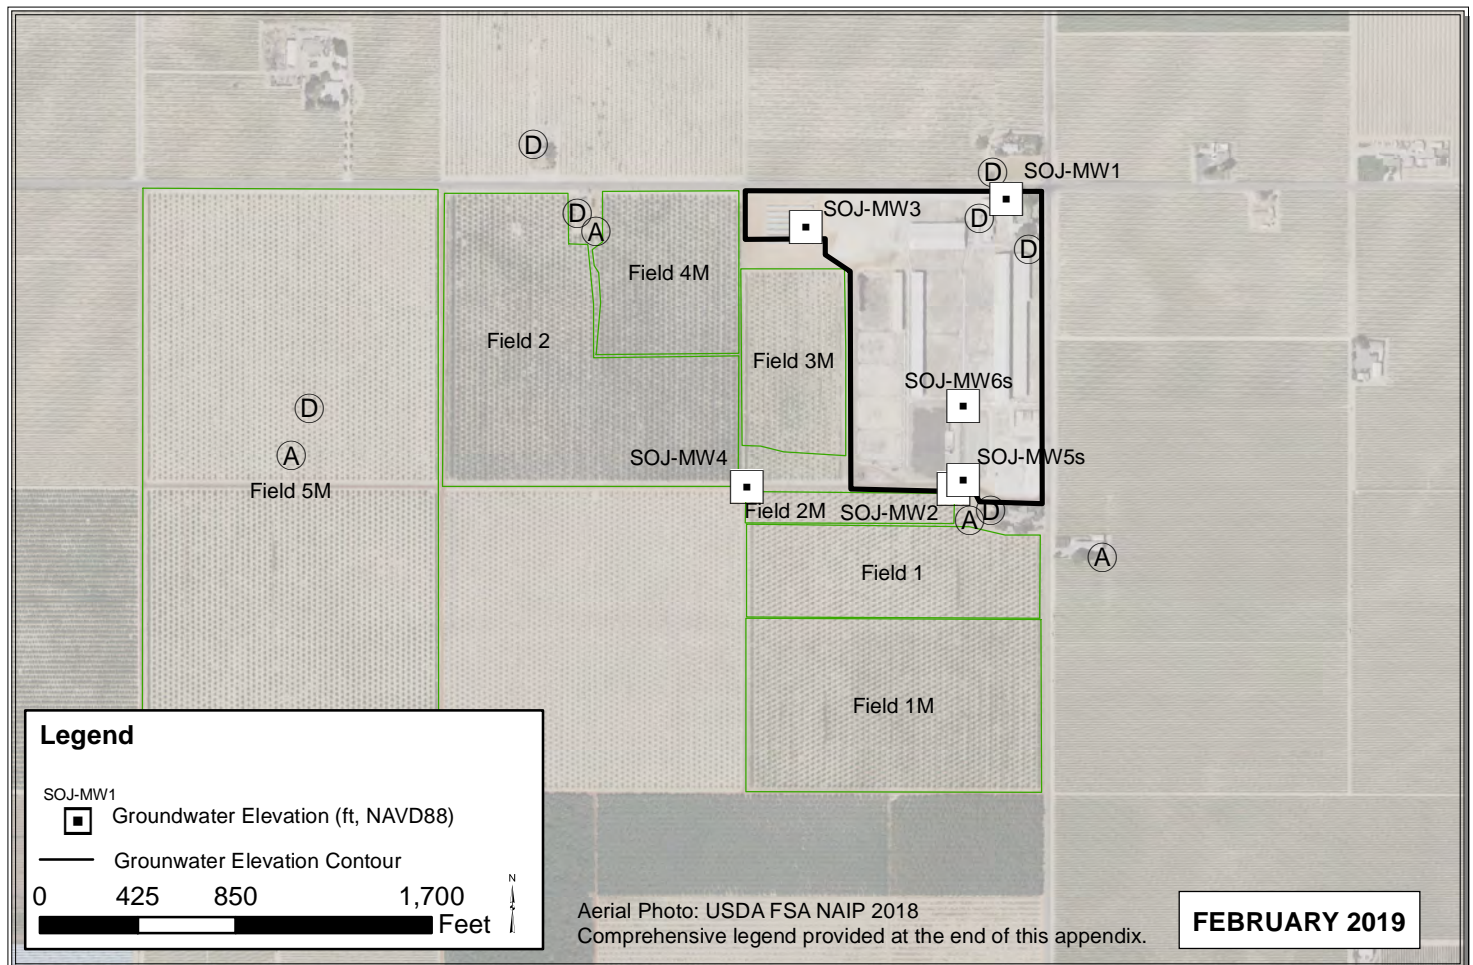 D
D
SOJ-MW1
SOJ-MW3
D
A
D
D
Field 4M
Field 2
Field 3M
SOJ-MW6s
D
A
SOJ-MW4
SOJ-MW5s
Field 5M
Field 2M
SOJ-MW2
A
D
A
Field 1
Field 1M
Legend
SOJ-MW1
Groundwater Elevation (ft, NAVD88)
Grounwater Elevation Contour
0 425 850 1,700
Feet
N
Aerial Photo: USDA FSA NAIP 2018
Comprehensive legend provided at the end of this appendix.
FEBRUARY 2019